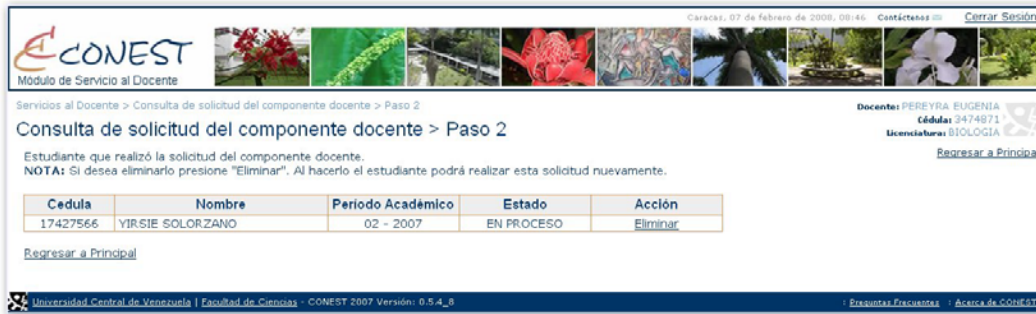 Caracas, 07 de febrero de 2008, 08:46 Contáctenos Cerrar Sesión
CONEST
Módulo de Servicio al Docente
Servicios al Docente > Consulta de solicitud del componente docente > Paso 2
Docente: PEREYRA EUGENIA
Cédula: 3474871
Licenciatura: BIOLOGIA
Consulta de solicitud del componente docente > Paso 2
Regresar a Principal
Estudiante que realizó la solicitud del componente docente.
NOTA: Si desea eliminarlo presione "Eliminar". Al hacerlo el estudiante podrá realizar esta solicitud nuevamente.
Cedula Nombre Período Académico Estado Acción
17427566 YIRSIE SOLORZANO 02 - 2007 EN PROCESO Eliminar
Regresar a Principal
Universidad Central de Venezuela | Facultad de Ciencias - CONEST 2007 Versión: 0.5.4_8 : Preguntas Frecuentes : Acerca de CONEST